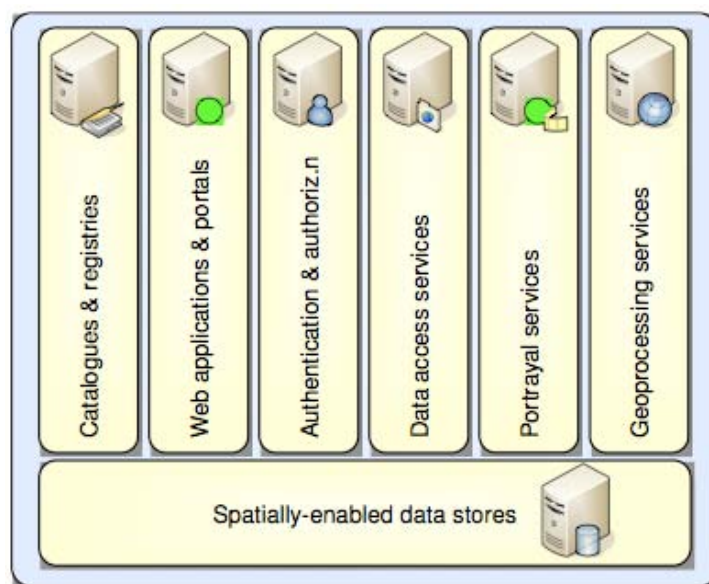 Catalogues & registries
Web applications & portals
Authentication & authoriz.n
Data access services
Portrayal services
Geoprocessing services
Spatially-enabled data stores